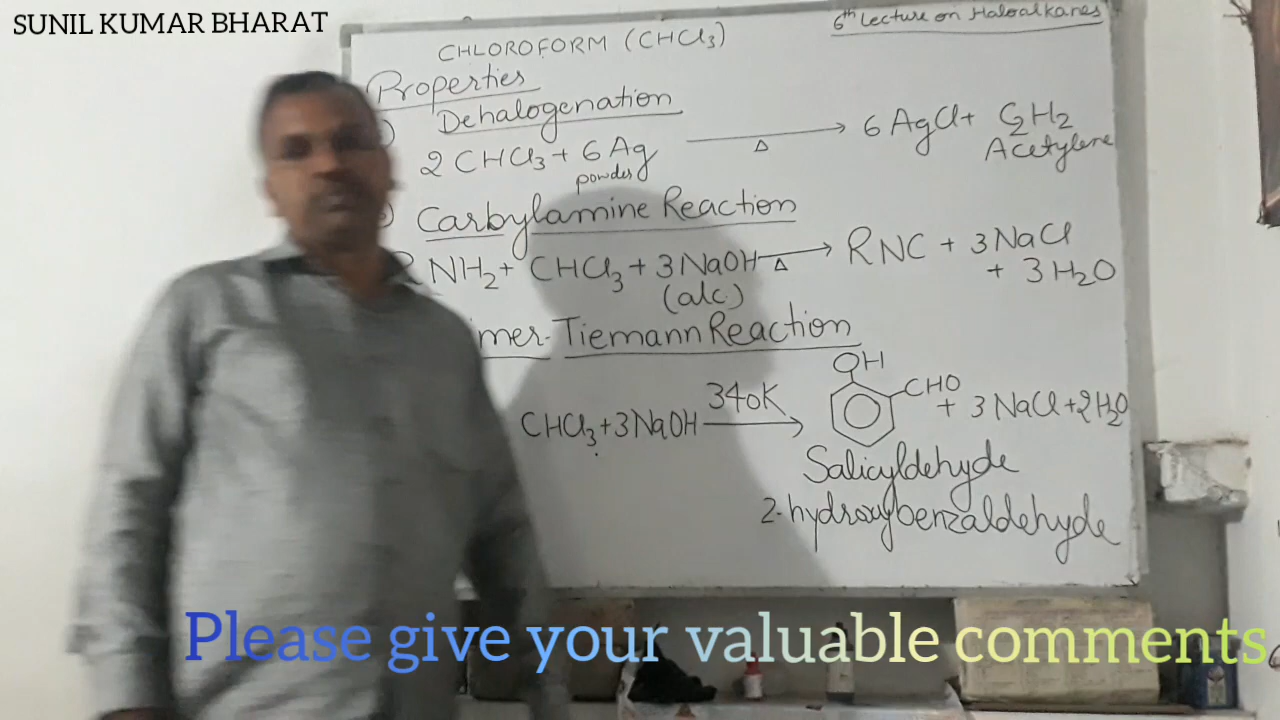 SUNIL KUMAR BHARAT
6th Lecture on Haloalkanes
CHLOROFORM (CHCl3)
Properties
Dehalogenation
2 CHCl3 + 6 Ag → 6 AgCl + C2H2
powder Δ Acetylene
Carbylamine Reaction
R NH2 + CHCl3 + 3 NaOH → RNC + 3 NaCl
(alc.) Δ + 3 H2O
imer-Tiemann Reaction
OH
CHO
CHCl3 + 3 NaOH 340K → + 3 NaCl + 2 H2O
Salicyldehyde
2-hydroxybenzaldehyde
Please give your valuable comments